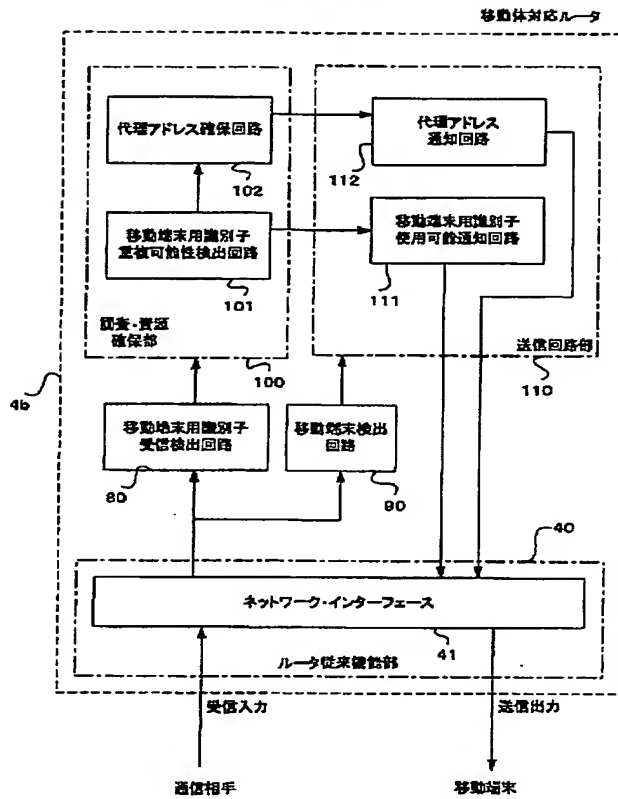 移動体対応ルータ
代理アドレス確保回路
102
代理アドレス
通知回路
112
移動端末用識別子
重複可能性検出回路
101
移動端末用識別子
使用可能通知回路
111
調査・資源
確保部
100
送信回路部
110
4b
移動端末用識別子
受信検出回路
80
移動端末検出
回路
90
40
ネットワーク・インターフェース
41
ルータ従来機能部
受信入力
送信出力
通信相手
移動端末